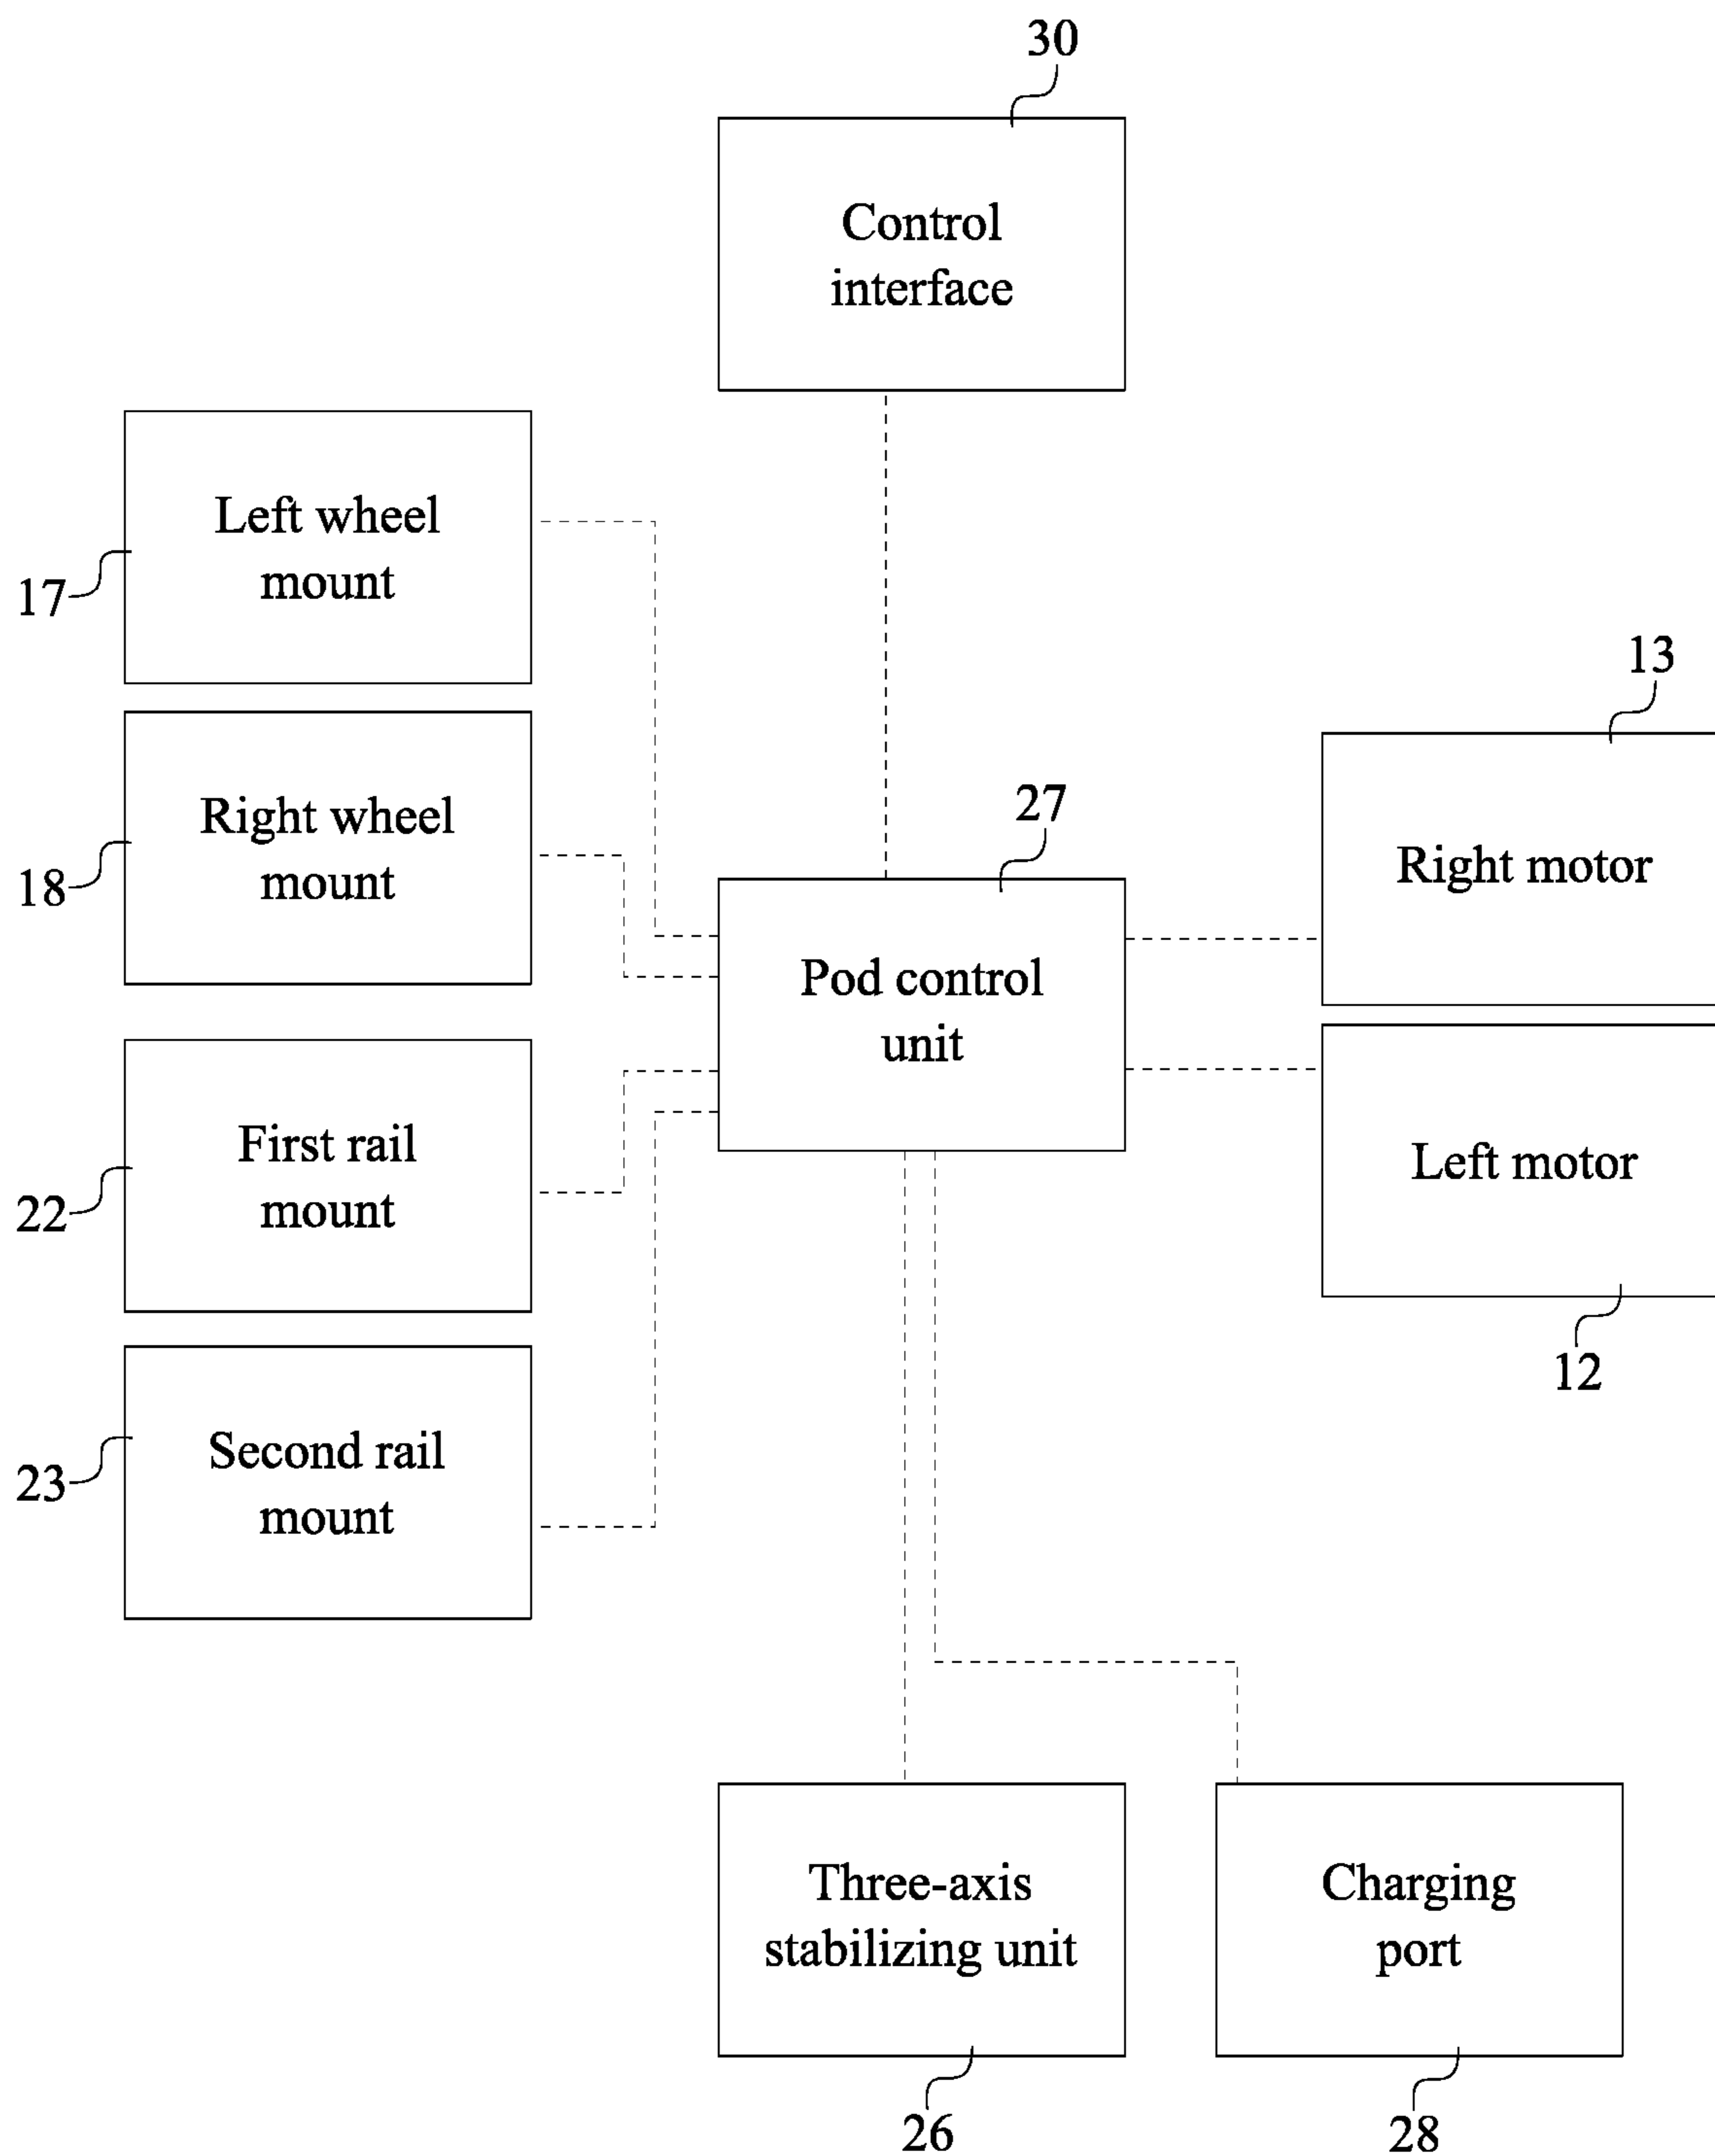 30
Control
interface
Left wheel
mount
17
13
Right wheel
mount
18
27
Right motor
Pod control
unit
First rail
mount
22
Left motor
12
Second rail
mount
23
Three-axis
stabilizing unit
Charging
port
26
28